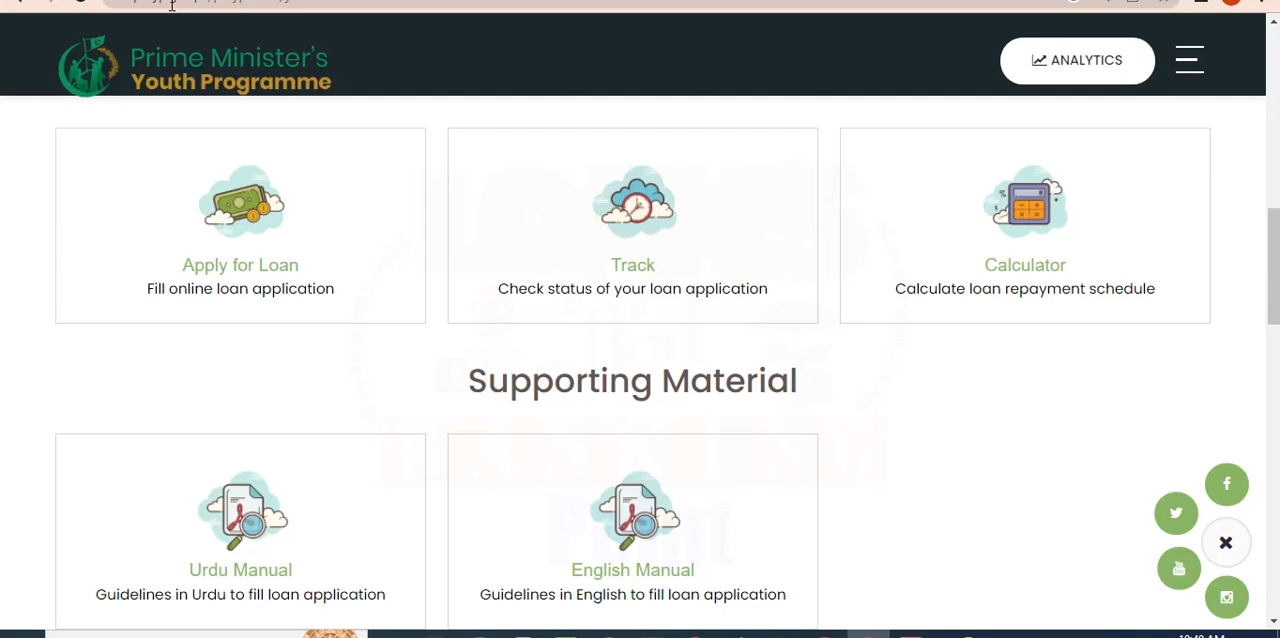 Prime Minister's
Youth Programme
ANALYTICS
Apply for Loan
Fill online loan application
Track
Check status of your loan application
Calculator
Calculate loan repayment schedule
Supporting Material
Urdu Manual
Guidelines in Urdu to fill loan application
English Manual
Guidelines in English to fill loan application